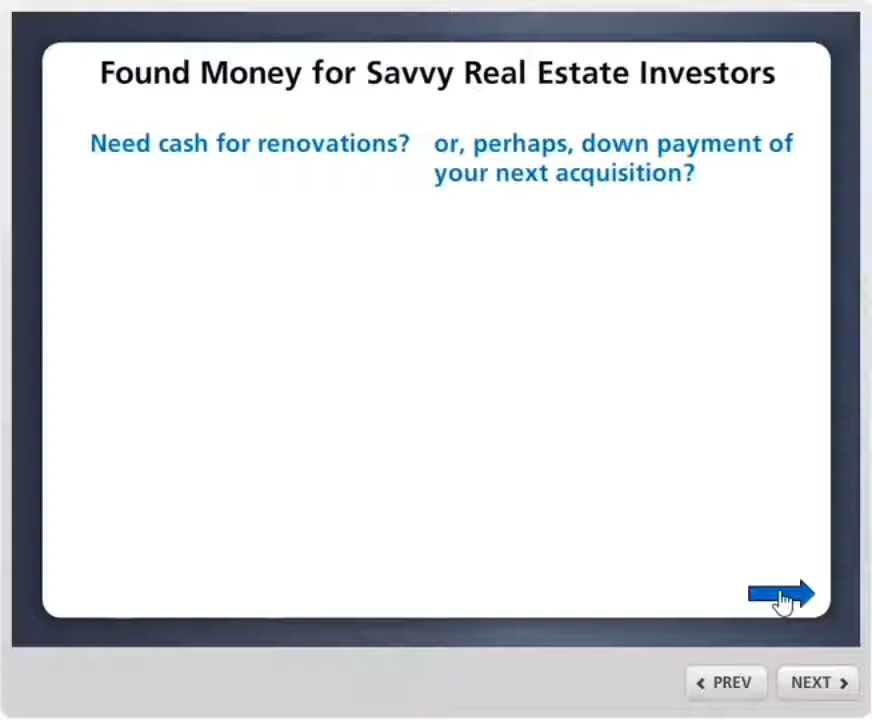 Found Money for Savvy Real Estate Investors
Need cash for renovations?
or, perhaps, down payment of
your next acquisition?
PREV
NEXT